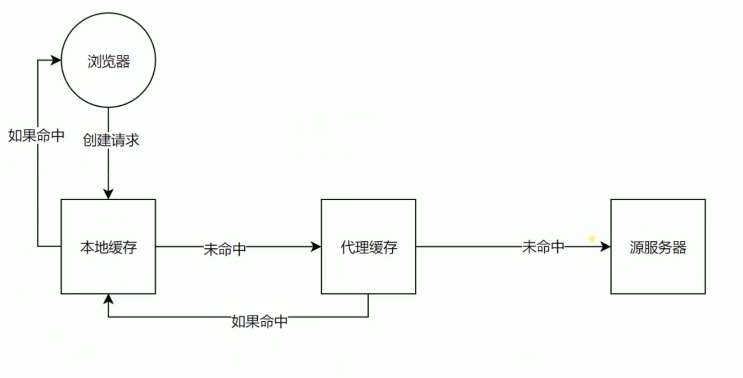 浏览器
如果命中
创建请求
本地缓存
未命中
代理缓存
未命中
源服务器
如果命中